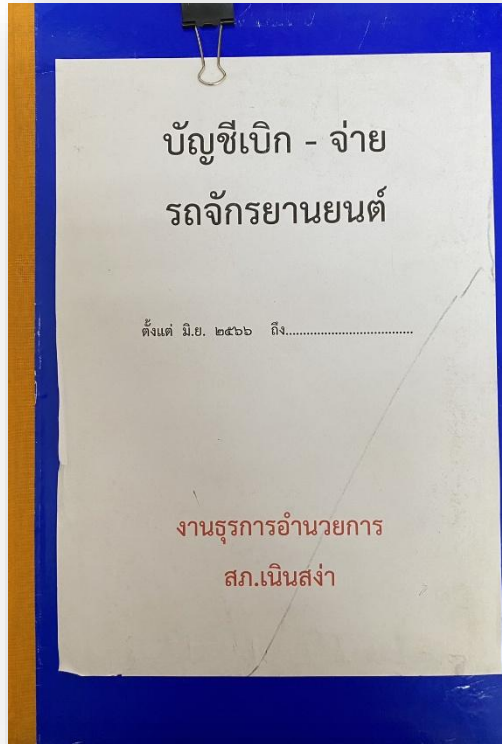 บัญชีเบิก - จ่าย
รถจักรยานยนต์
ตั้งแต่ มิ.ย. ๒๕๖๖ ถึง....................................
งานธุรการอำนวยการ
สภ.เนินสง่า